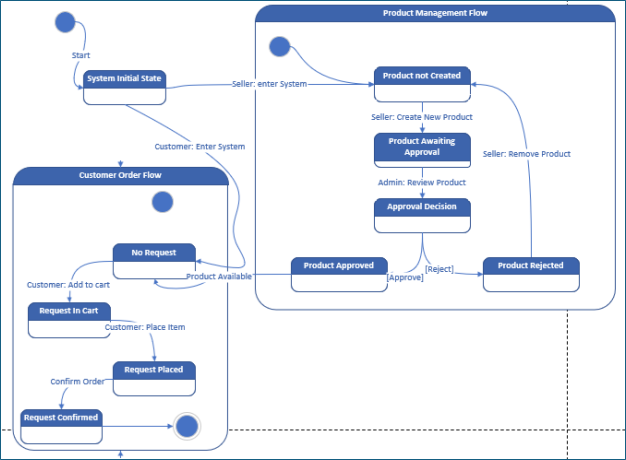 Product Management Flow
Start
System Initial State
Seller: enter System
Product not Created
Seller: Create New Product
Customer: Enter System
Product Awaiting
Approval
Seller: Remove Product
Customer Order Flow
Admin: Review Product
Approval Decision
No Request
Product Approved
[Reject]
Product Rejected
Product Available
[Approve]
Customer: Add to cart
Request In Cart
Customer: Place Item
Request Placed
Confirm Order
Request Confirmed